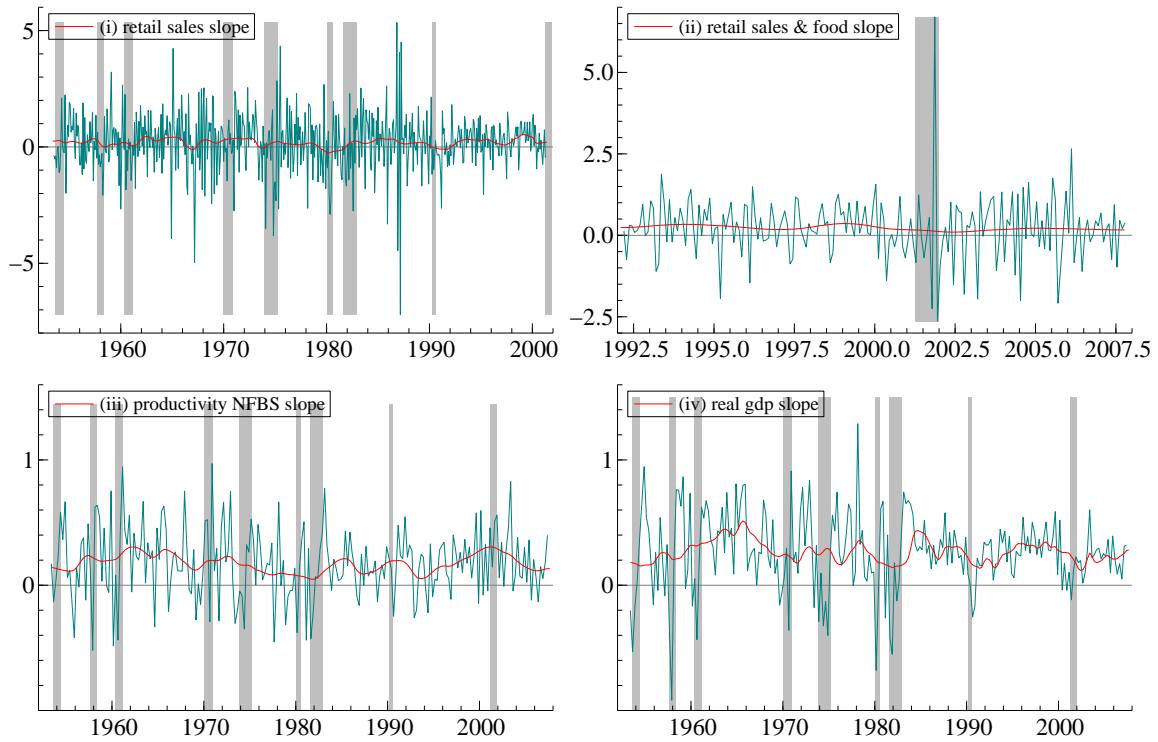 (i) retail sales slope
5
0
−5
1960 1970 1980 1990 2000
(ii) retail sales & food slope
5.0
2.5
0.0
−2.5
1992.5 1995.0 1997.5 2000.0 2002.5 2005.0 2007.5
(iii) productivity NFBS slope
1
0
1960 1970 1980 1990 2000
(iv) real gdp slope
1
0
1960 1970 1980 1990 2000